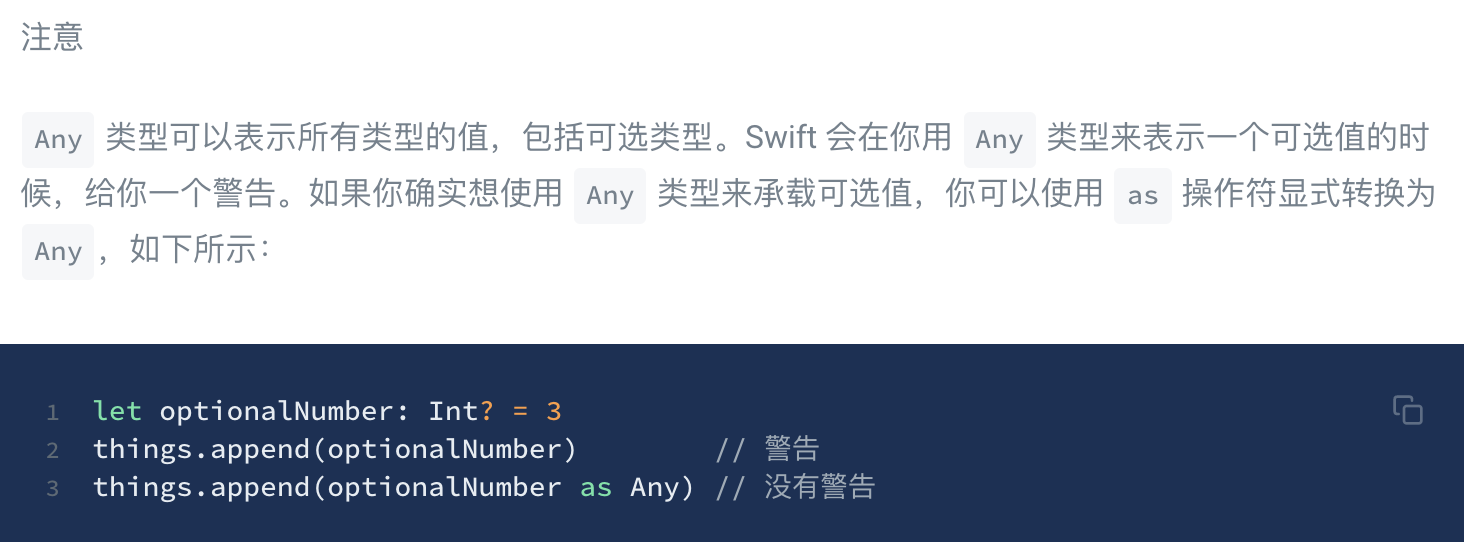 注意
Any 类型可以表示所有类型的值，包括可选类型。Swift 会在你用 Any 类型来表示一个可选值的时
候，给你一个警告。如果你确实想使用 Any 类型来承载可选值，你可以使用 as 操作符显式转换为
Any，如下所示：
1 let optionalNumber: Int? = 3
2 things.append(optionalNumber)        // 警告
3 things.append(optionalNumber as Any) // 没有警告